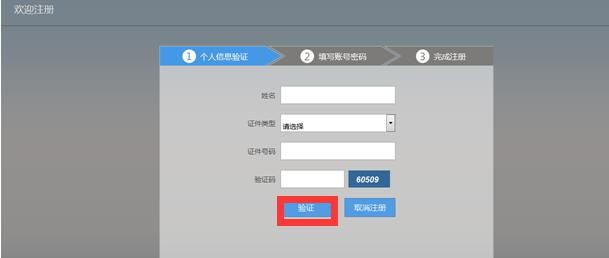 欢迎注册
1 个人信息验证 2 填写账号密码 3 完成注册
姓名
证件类型 请选择
证件号码
验证码 60509
验证 取消注册